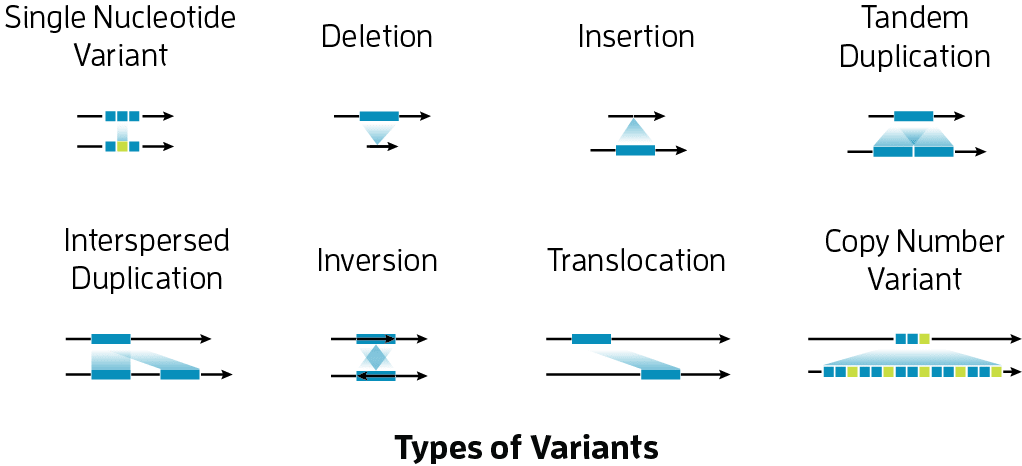 Single Nucleotide
Variant
Deletion
Insertion
Tandem
Duplication
Interspersed
Duplication
Inversion
Translocation
Copy Number
Variant
Types of Variants